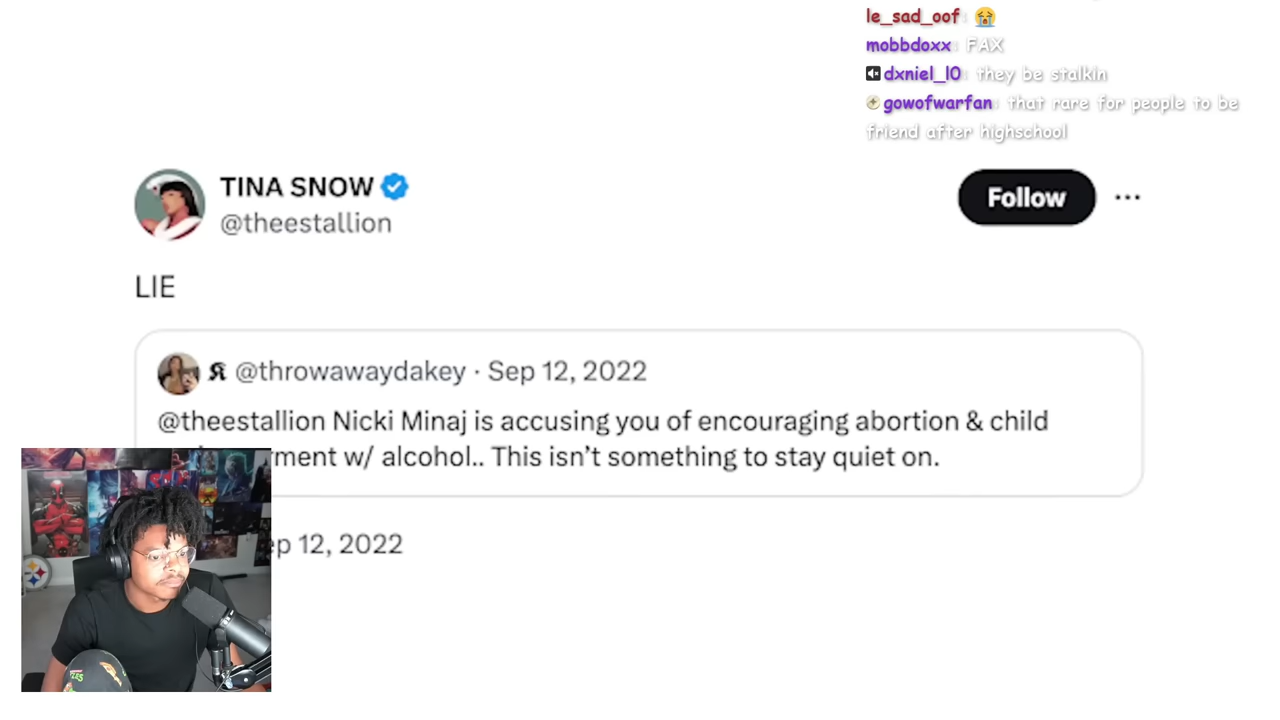 le_sad_oof: 😭
mobbdoxx: FAX
dxniel_l0: they be stalkin
gowofwarfan: that rare for people to be
friend after highschool
TINA SNOW
@theestallion
Follow
LIE
𝕶 @throwawaydakey · Sep 12, 2022
@theestallion Nicki Minaj is accusing you of encouraging abortion & child
w/ alcohol.. This isn't something to stay quiet on.
12, 2022